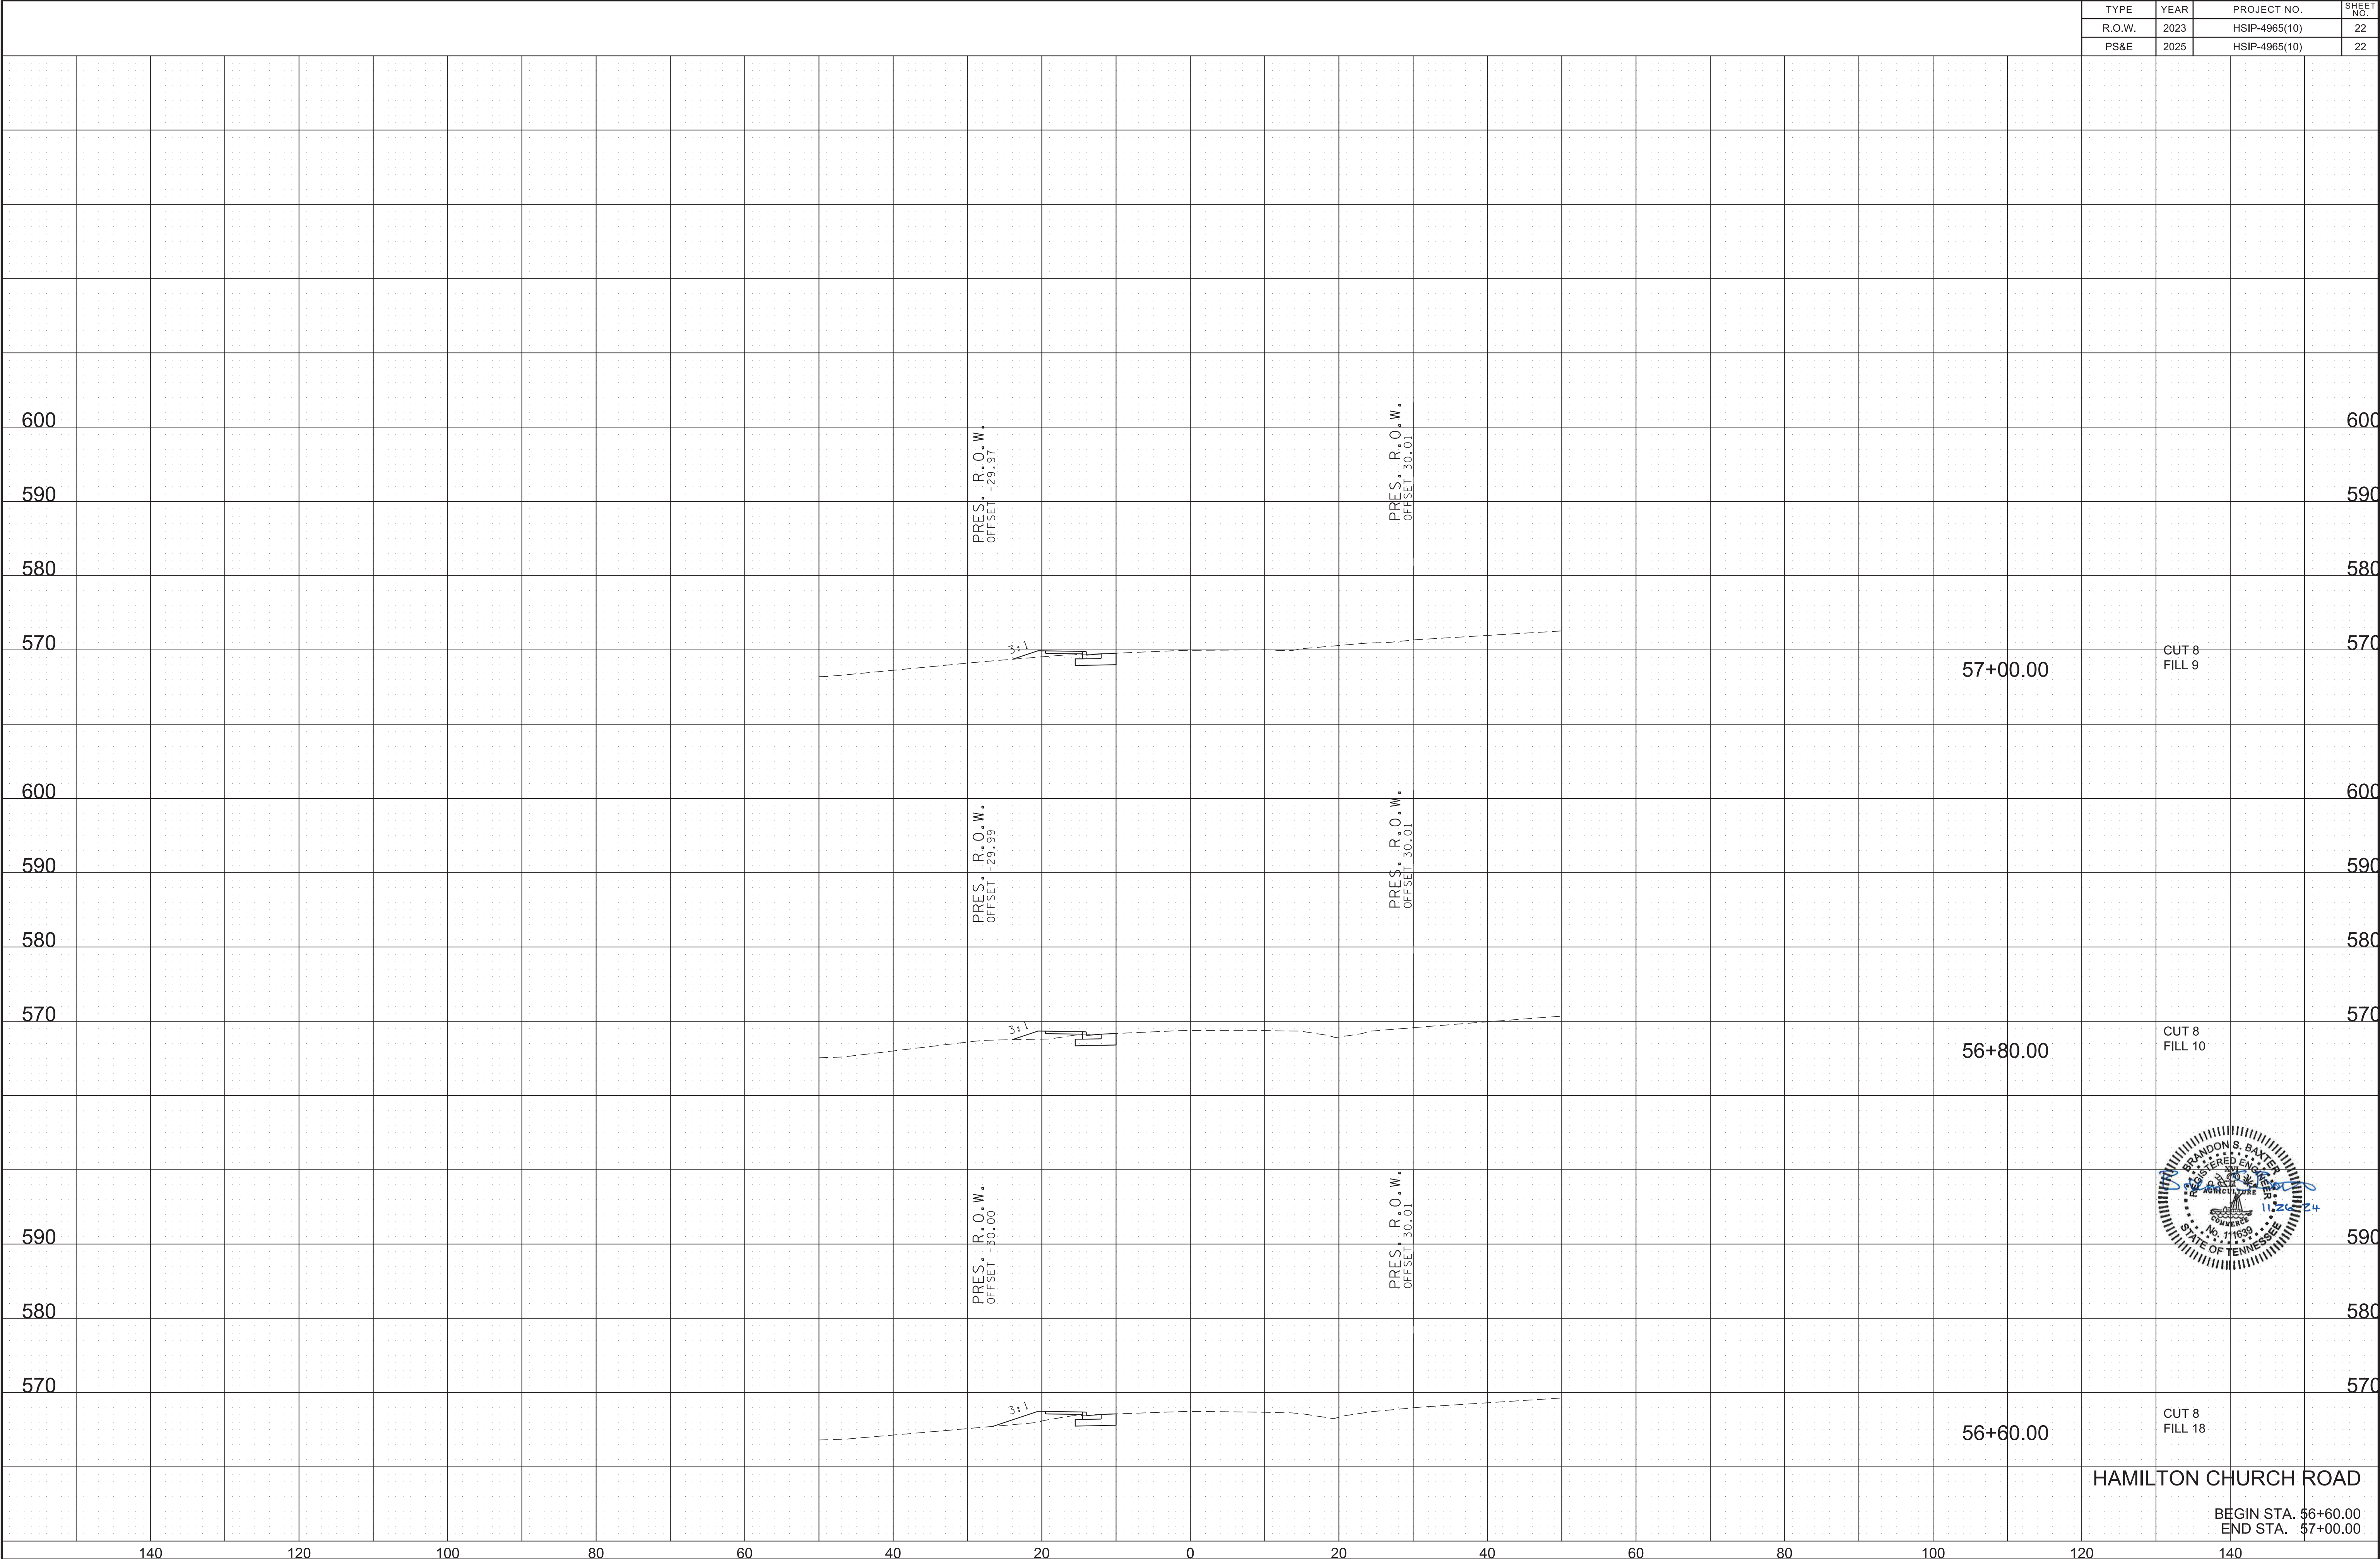 TYPE YEAR PROJECT NO. SHEET NO.
R.O.W. 2023 HSIP-4965(10) 22
PS&E 2025 HSIP-4965(10) 22
600 600
PRES. R.O.W.
OFFSET -29.97
PRES. R.O.W.
OFFSET 30.01
590 590
580 580
570 570
3:1
57+00.00
CUT 8
FILL 9
600 600
PRES. R.O.W.
OFFSET -29.99
PRES. R.O.W.
OFFSET 30.01
590 590
580 580
570 570
3:1
56+80.00
CUT 8
FILL 10
BRANDON S. BAXTER
REGISTERED ENGINEER
AGRICULTURE
COMMERCE
No. 111639
STATE OF TENNESSEE
11.26.24
PRES. R.O.W.
OFFSET -30.00
PRES. R.O.W.
OFFSET 30.01
590 590
580 580
570 570
3:1
56+60.00
CUT 8
FILL 18
HAMILTON CHURCH ROAD
BEGIN STA. 56+60.00
END STA. 57+00.00
140 120 100 80 60 40 20 0 20 40 60 80 100 120 140